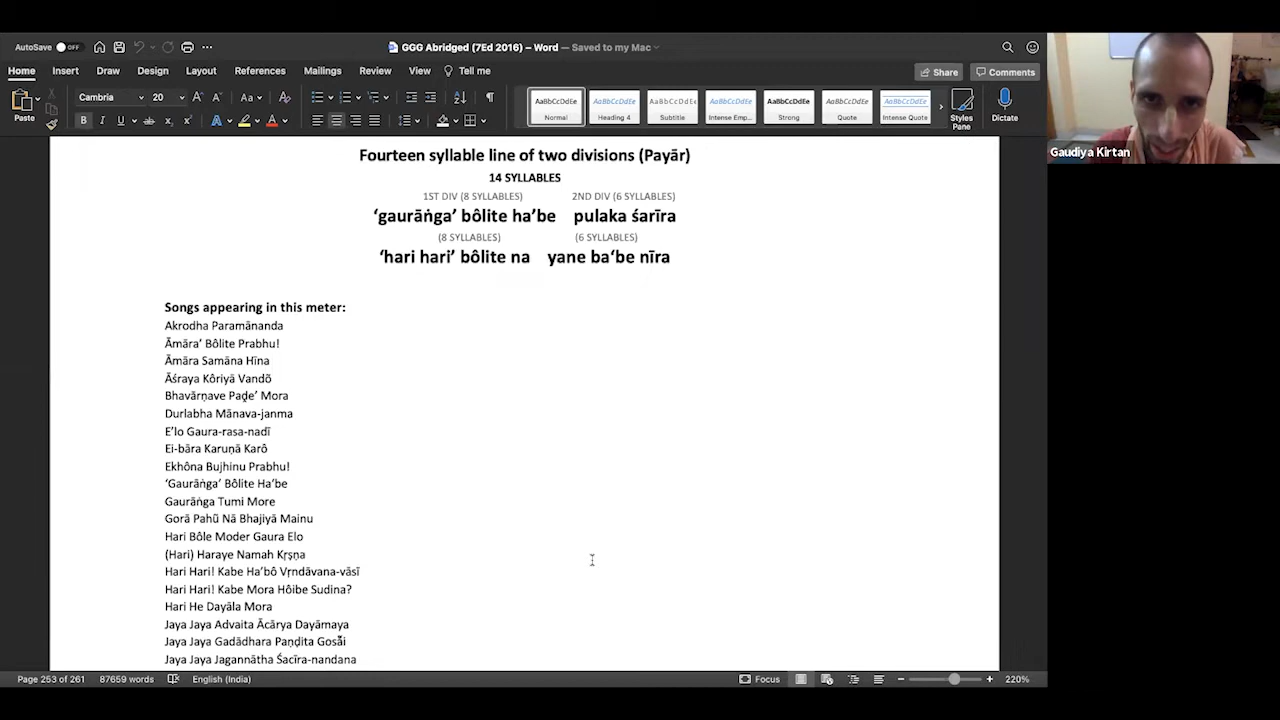 AutoSave OFF
GGG Abridged (7Ed 2016) – Word — Saved to my Mac
Home Insert Draw Design Layout References Mailings Review View Tell me
Share Comments
Paste
Cambria 20
AaBbCcDdEe AaBbCcDdEe AaBbCcDdEe AaBbCcDdEe AaBbCcDdEe AaBbCcDdEe AaBbCcDdEe
Normal Heading 4 Subtitle Intense Emp... Strong Quote Intense Quote
Styles Pane
Dictate
Gaudiya Kirtan
Fourteen syllable line of two divisions (Payār)
14 SYLLABLES
1ST DIV (8 SYLLABLES) 2ND DIV (6 SYLLABLES)
‘gaurāṅga’ bôlite ha’be pulaka śarīra
(8 SYLLABLES) (6 SYLLABLES)
‘hari hari’ bôlite na yane ba‘be nīra
Songs appearing in this meter:
Akrodha Paramānanda
Āmāra’ Bôlite Prabhu!
Āmāra Samāna Hīna
Āśraya Kôriyā Vandõ
Bhavārṇave Paḍe’ Mora
Durlabha Mānava-janma
E’lo Gaura-rasa-nadī
Ei-bāra Karuṇā Karô
Ekhôna Bujhinu Prabhu!
‘Gaurāṅga’ Bôlite Ha‘be
Gaurāṅga Tumi More
Gorā Pahũ Nā Bhajiyā Mainu
Hari Bôle Moder Gaura Elo
(Hari) Haraye Namah Kṛṣṇa
Hari Hari! Kabe Ha’bô Vṛndāvana-vāsī
Hari Hari! Kabe Mora Hôibe Sudina?
Hari He Dayāla Mora
Jaya Jaya Advaita Ācārya Dayāmaya
Jaya Jaya Gadādhara Paṇḍita Gosāĩ
Jaya Jaya Jagannātha Śacīra-nandana
Page 253 of 261 87659 words English (India) Focus 220%